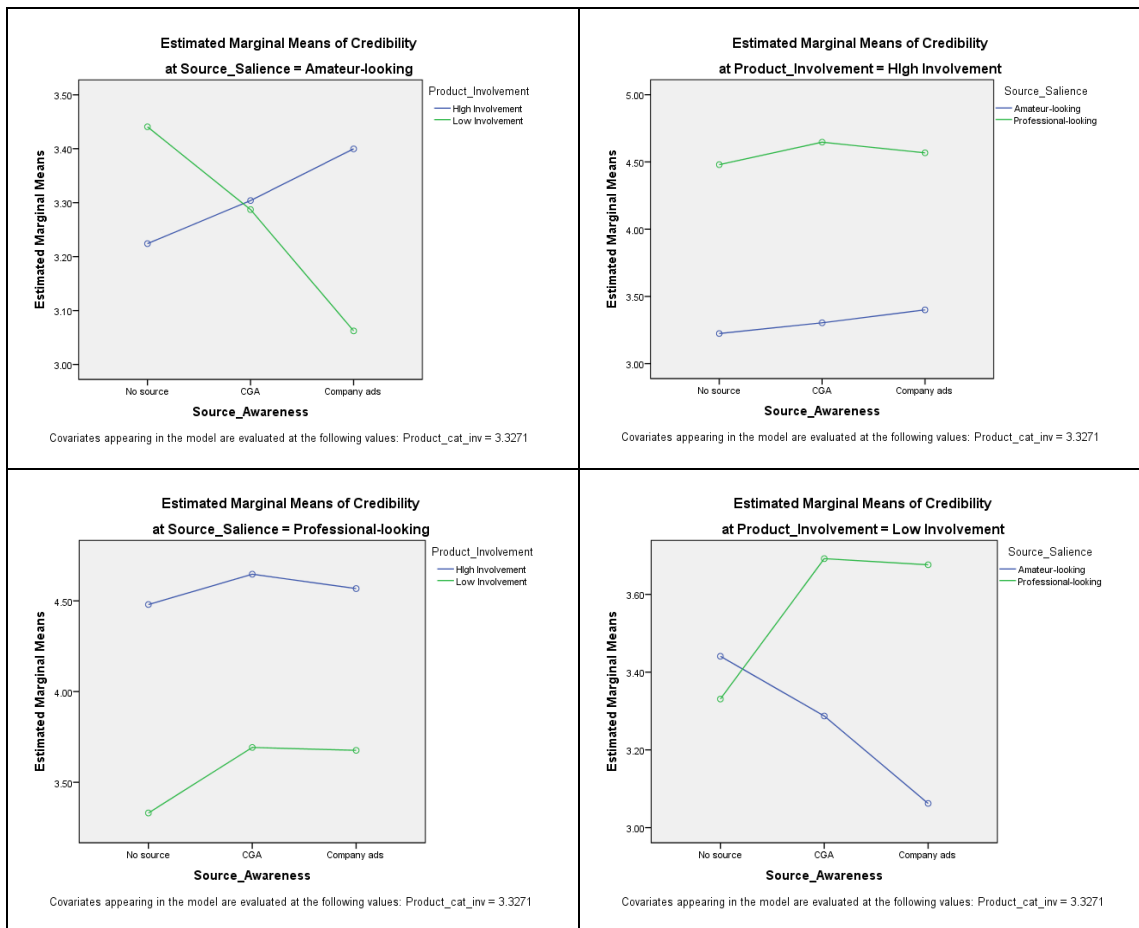 Estimated Marginal Means of Credibility
at Source_Salience = Amateur-looking
Product_Involvement
HIgh Involvement
Low Involvement
Estimated Marginal Means
3.50
3.40
3.30
3.20
3.10
3.00
No source CGA Company ads
Source_Awareness
Covariates appearing in the model are evaluated at the following values: Product_cat_inv = 3.3271
Estimated Marginal Means of Credibility
at Product_Involvement = HIgh Involvement
Source_Salience
Amateur-looking
Professional-looking
Estimated Marginal Means
5.00
4.50
4.00
3.50
3.00
No source CGA Company ads
Source_Awareness
Covariates appearing in the model are evaluated at the following values: Product_cat_inv = 3.3271
Estimated Marginal Means of Credibility
at Source_Salience = Professional-looking
Product_Involvement
HIgh Involvement
Low Involvement
Estimated Marginal Means
4.50
4.00
3.50
No source CGA Company ads
Source_Awareness
Covariates appearing in the model are evaluated at the following values: Product_cat_inv = 3.3271
Estimated Marginal Means of Credibility
at Product_Involvement = Low Involvement
Source_Salience
Amateur-looking
Professional-looking
Estimated Marginal Means
3.60
3.40
3.20
3.00
No source CGA Company ads
Source_Awareness
Covariates appearing in the model are evaluated at the following values: Product_cat_inv = 3.3271